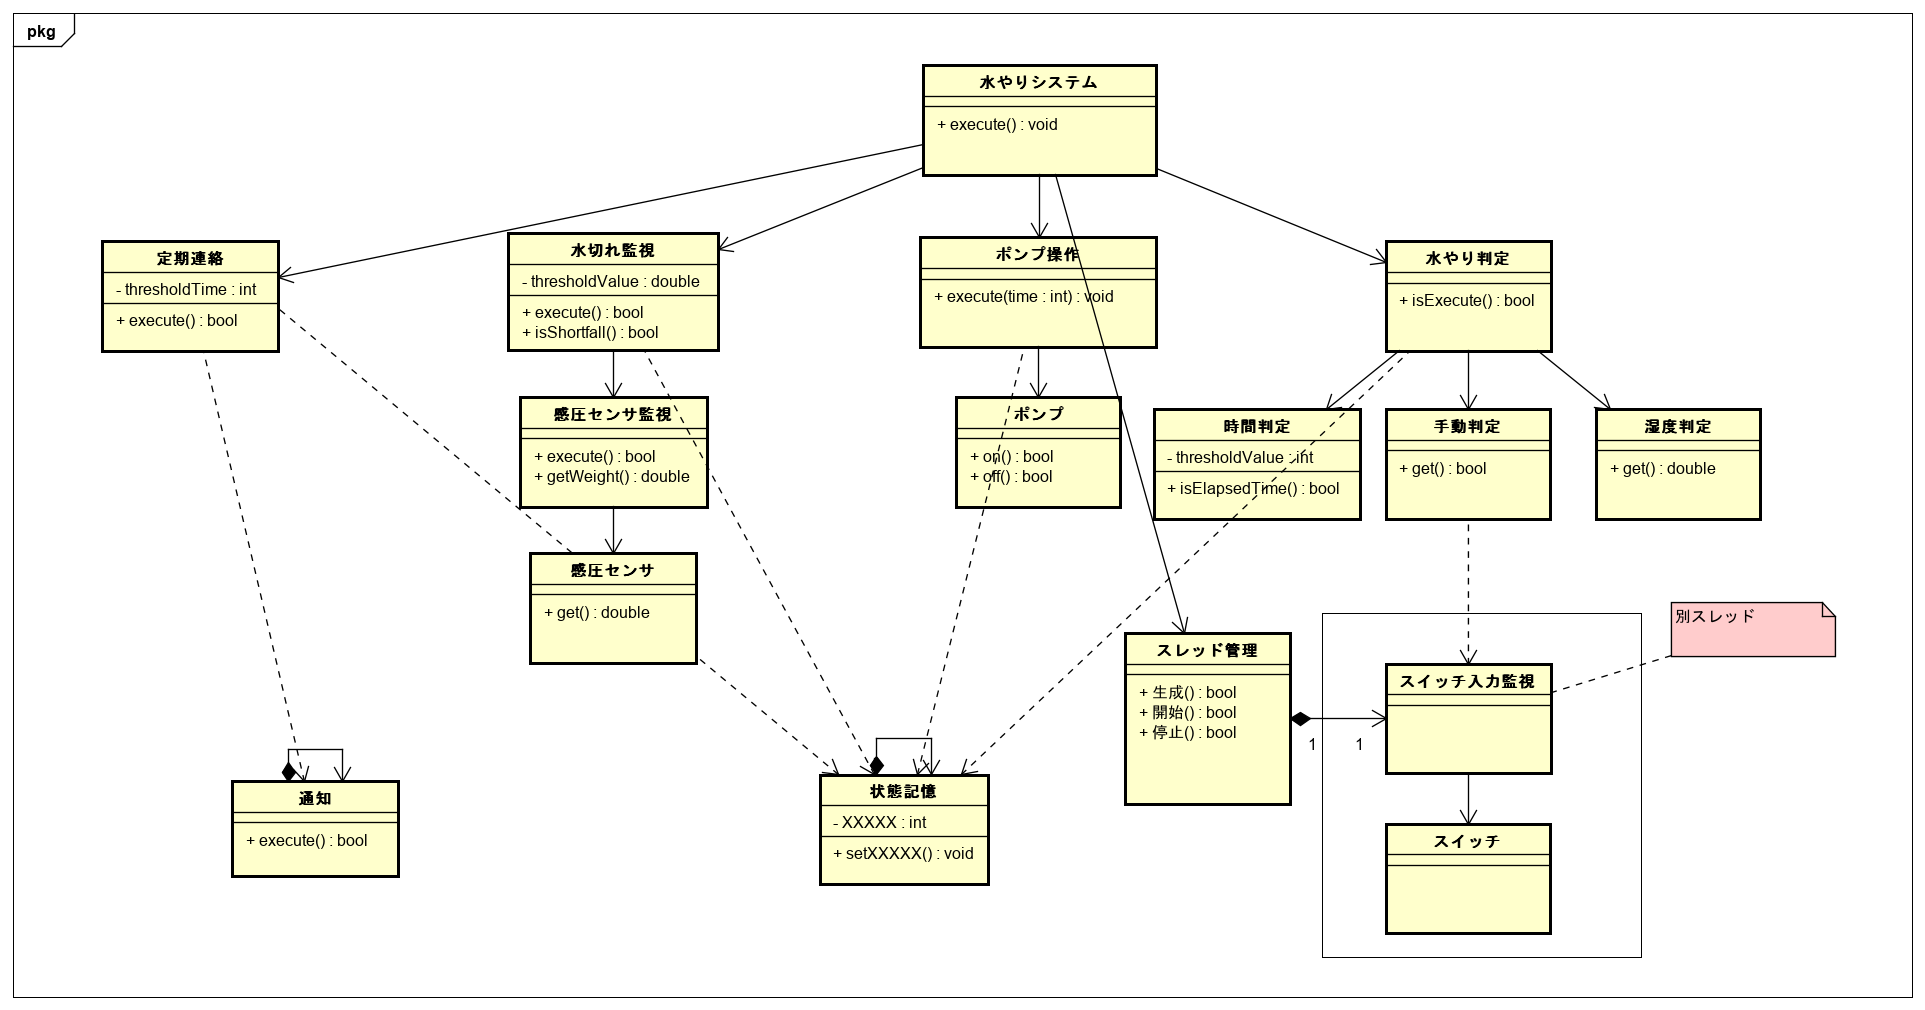 pkg
水やりシステム
+ execute() : void
定期連絡
- thresholdTime : int
+ execute() : bool
水切れ監視
- thresholdValue : double
+ execute() : bool
+ isShortfall() : bool
ポンプ操作
+ execute(time : int) : void
水やり判定
+ isExecute() : bool
感圧センサ監視
+ execute() : bool
+ getWeight() : double
ポンプ
+ on() : bool
+ off() : bool
時間判定
- thresholdValue : int
+ isElapsedTime() : bool
手動判定
+ get() : bool
湿度判定
+ get() : double
感圧センサ
+ get() : double
別スレッド
スレッド管理
+ 生成() : bool
+ 開始() : bool
+ 停止() : bool
1
1
スイッチ入力監視
通知
+ execute() : bool
状態記憶
- XXXXX : int
+ setXXXXX() : void
スイッチ